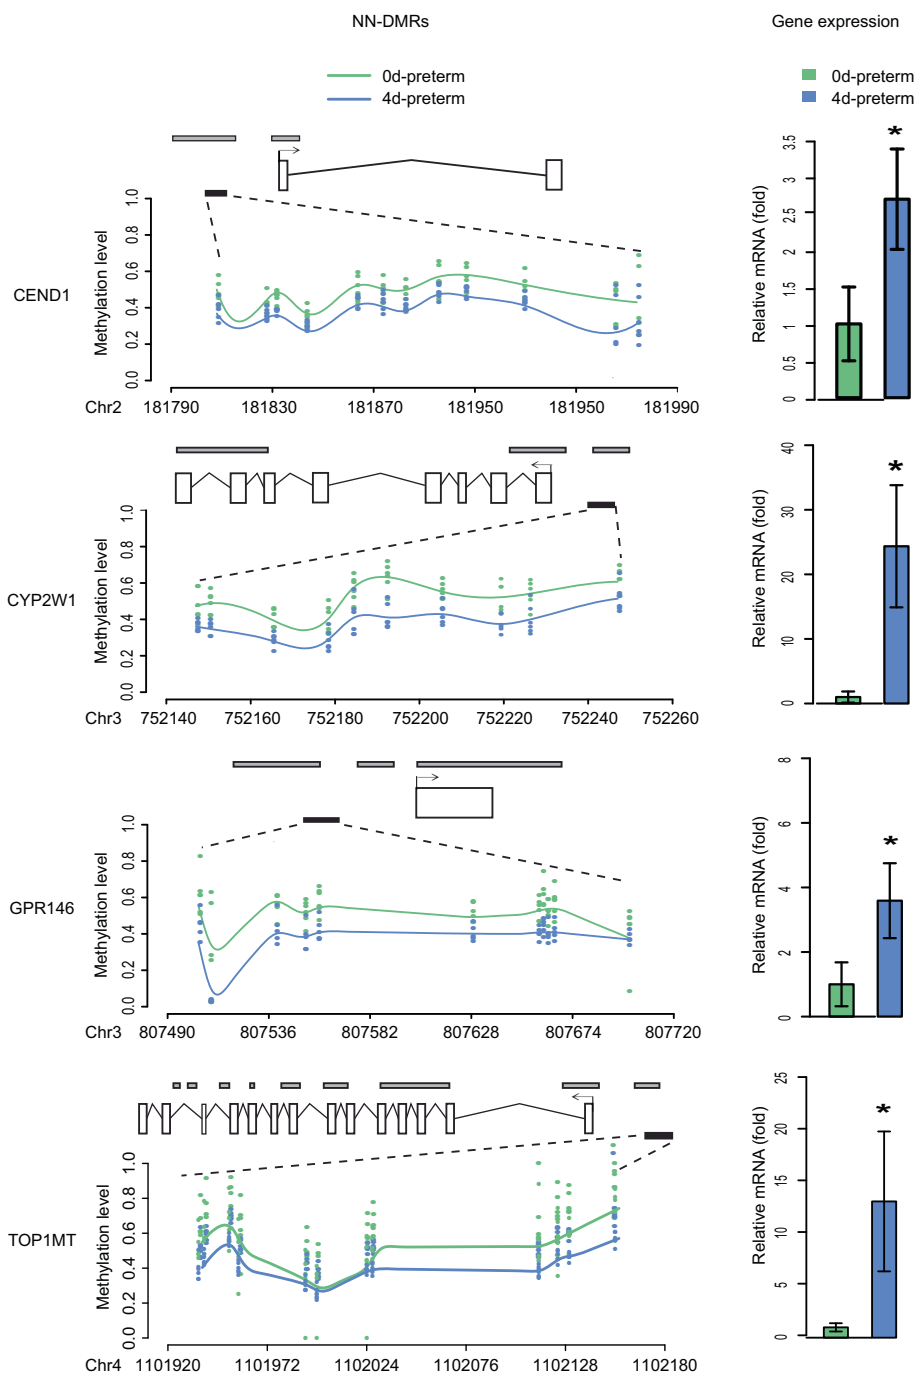 NN-DMRs Gene expression
0d-preterm 0d-preterm
4d-preterm 4d-preterm
CEND1
Methylation level
0.0 0.2 0.4 0.6 0.8 1.0
Chr2 181790 181830 181870 181950 181950 181990
Relative mRNA (fold)
0 0.5 1 1.5 2 2.5 3 3.5
*
CYP2W1
Methylation level
0.0 0.2 0.4 0.6 0.8 1.0
Chr3 752140 752160 752180 752200 752220 752240 752260
Relative mRNA (fold)
0 10 20 30 40
*
GPR146
Methylation level
0.0 0.2 0.4 0.6 0.8 1.0
Chr3 807490 807536 807582 807628 807674 807720
Relative mRNA (fold)
0 2 4 6 8
*
TOP1MT
Methylation level
0.0 0.2 0.4 0.6 0.8 1.0
Chr4 1101920 1101972 1102024 1102076 1102128 1102180
Relative mRNA (fold)
0 5 10 15 20 25
*